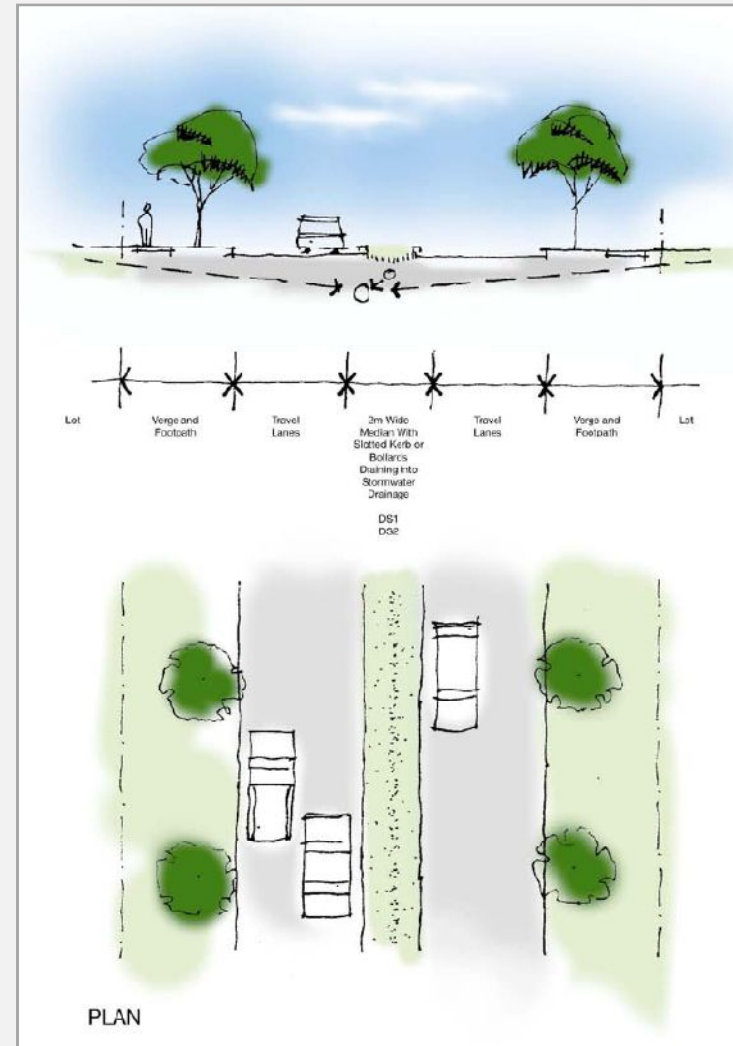 Lot
Verge and
Footpath
Travel
Lanes
3m Wide
Median With
Slotted Kerb or
Bollards
Draining Into
Stormwater
Drainage
DS1
DS2
Travel
Lanes
Verge and
Footpath
Lot
PLAN